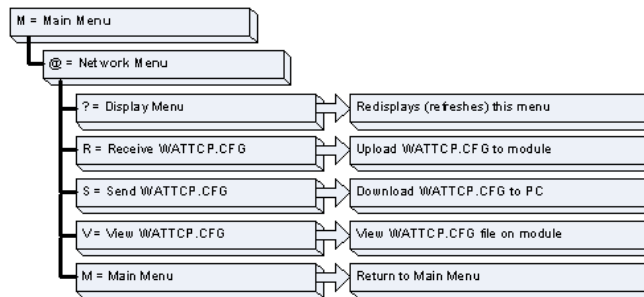 M = Main Menu
@ = Network Menu
? = Display Menu
Redisplays (refreshes) this menu
R = Receive WATTCP.CFG
Upload WATTCP.CFG to module
S = Send WATTCP.CFG
Download WATTCP.CFG to PC
V= View WATTCP.CFG
View WATTCP.CFG file on module
M = Main Menu
Return to Main Menu